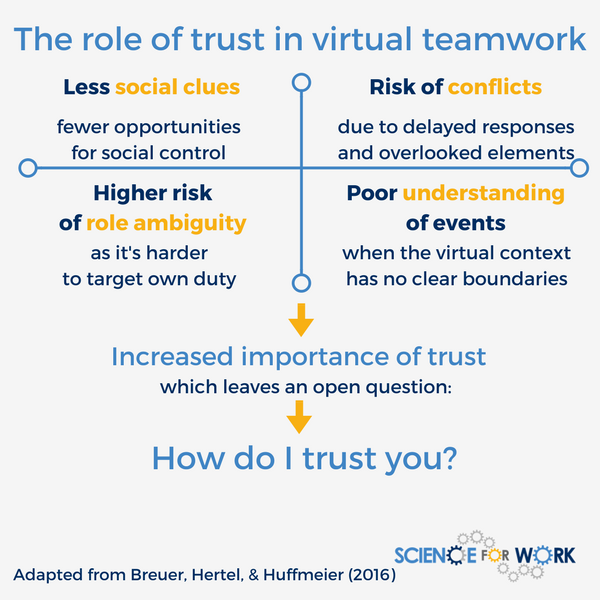 The role of trust in virtual teamwork
Less social clues
fewer opportunities
for social control
Risk of conflicts
due to delayed responses
and overlooked elements
Higher risk
of role ambiguity
as it's harder
to target own duty
Poor understanding
of events
when the virtual context
has no clear boundaries
Increased importance of trust
which leaves an open question:
How do I trust you?
SCIENCE FOR WORK
Adapted from Breuer, Hertel, & Huffmeier (2016)